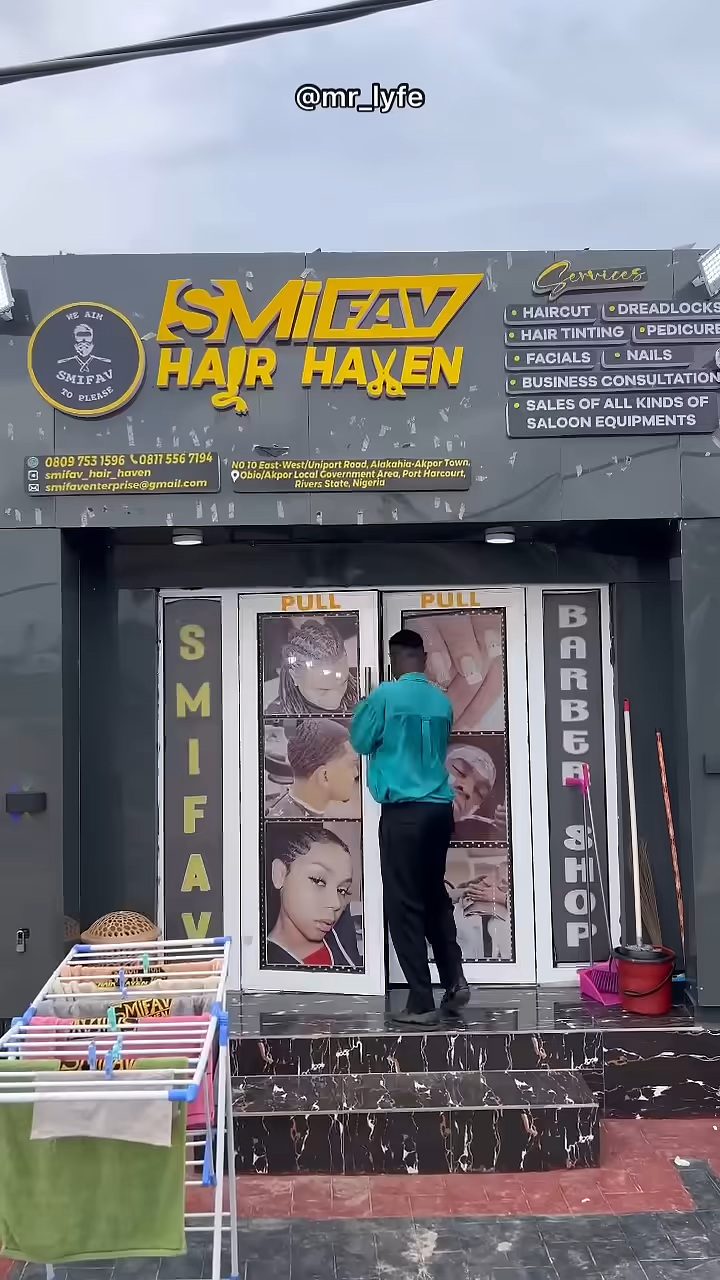 @mr_lyfe
SMiFAV
HAIR HAVEN
WE AIM
SMIFAV
TO PLEASE
Services
HAIRCUT
DREADLOCKS
HAIR TINTING
PEDICURE
FACIALS
NAILS
BUSINESS CONSULTATION
SALES OF ALL KINDS OF
SALOON EQUIPMENTS
0809 753 1596 0811 556 7194
smifav_hair_haven
smifaventerprise@gmail.com
NO 10 East-West/Uniport Road, Alakahia-Akpor Town,
Obio/Akpor Local Government Area, Port Harcourt,
Rivers State, Nigeria
PULL
PULL
SMIFAV
BARBER SHOP
SMIFAV